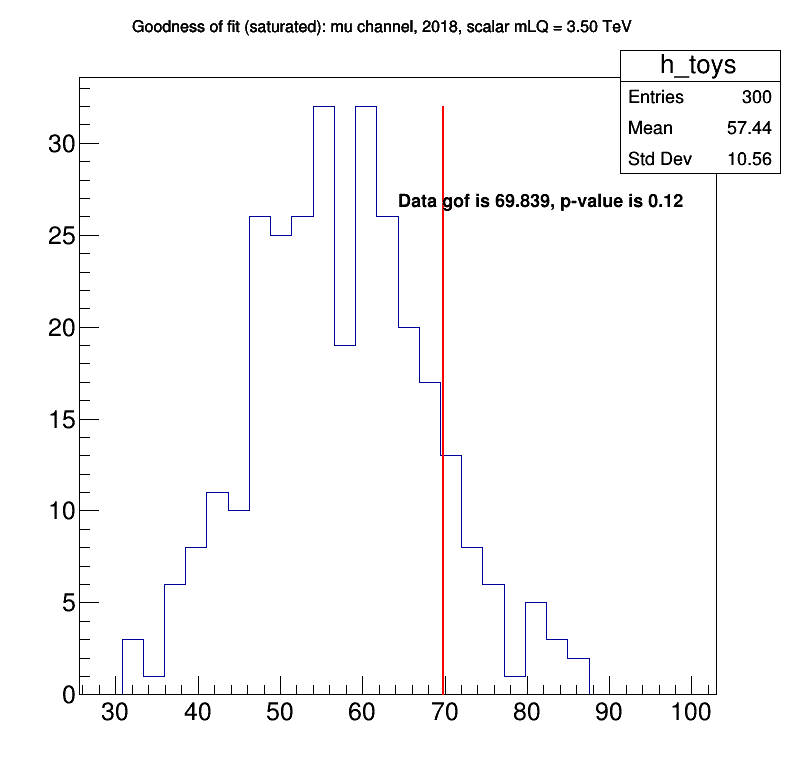 Goodness of fit (saturated): mu channel, 2018, scalar mLQ = 3.50 TeV
h_toys
Entries 300
Mean 57.44
Std Dev 10.56
Data gof is 69.839, p-value is 0.12
30
25
20
15
10
5
0
30 40 50 60 70 80 90 100